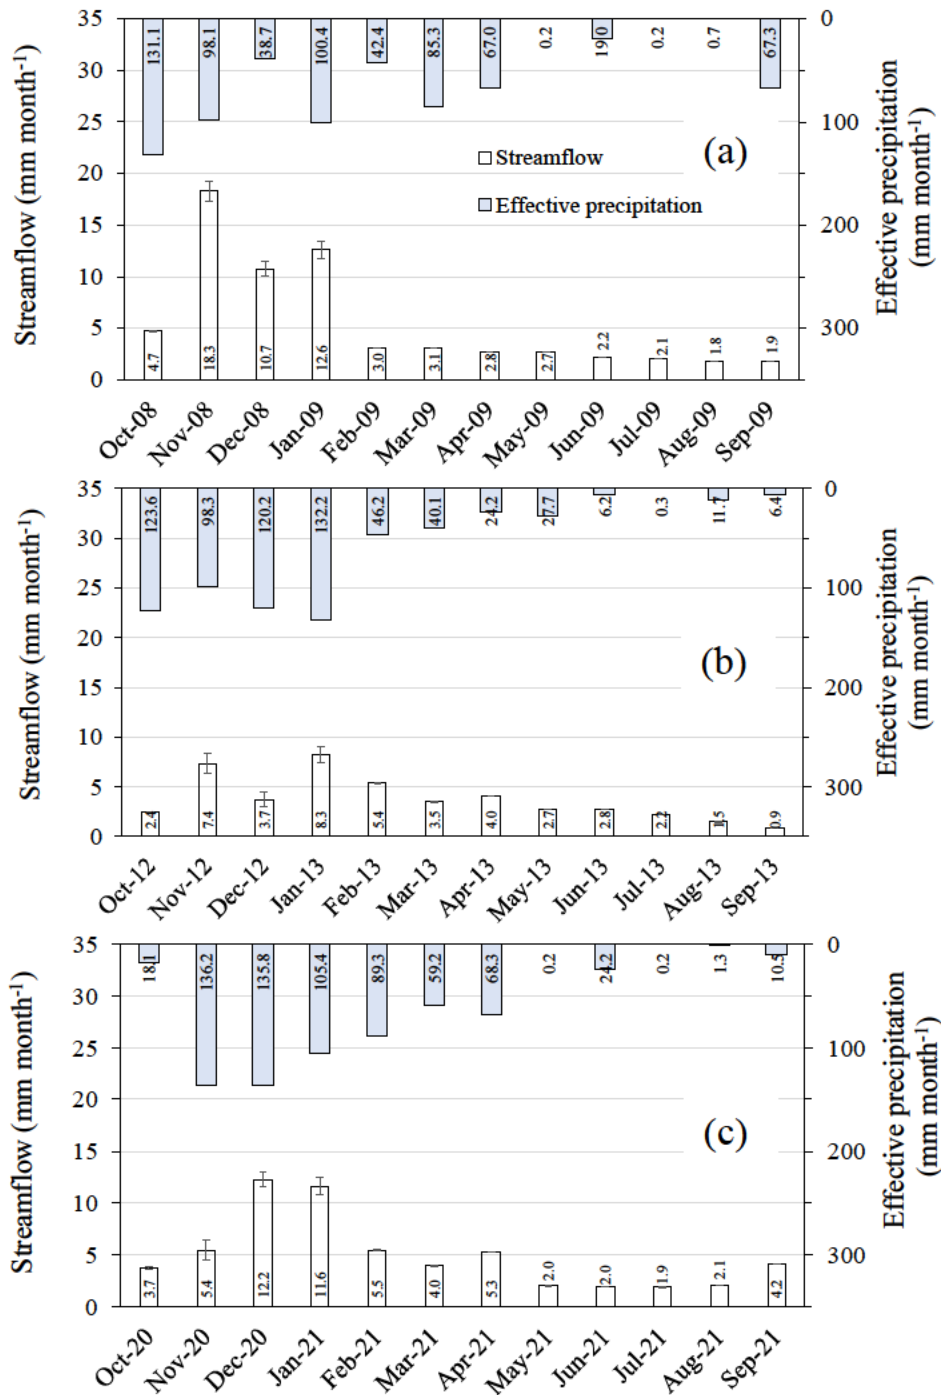 35
30
25
20
15
10
5
0
Streamflow (mm month-1)
0
100
200
300
Effective precipitation
(mm month-1)
131.1 98.1 38.7 100.4 42.4 85.3 67.0 0.2 19.0 0.2 0.7 67.3
(a)
Streamflow
Effective precipitation
4.7 18.3 10.7 12.6 3.0 3.1 2.8 2.7 2.2 2.1 1.8 1.9
Oct-08 Nov-08 Dec-08 Jan-09 Feb-09 Mar-09 Apr-09 May-09 Jun-09 Jul-09 Aug-09 Sep-09
35
30
25
20
15
10
5
0
Streamflow (mm month-1)
0
100
200
300
Effective precipitation
(mm month-1)
123.6 98.3 120.2 132.2 46.2 40.1 24.2 27.7 6.2 0.3 11.7 6.4
(b)
2.4 7.4 3.7 8.3 5.4 3.5 4.0 2.7 2.8 2.2 1.5 0.9
Oct-12 Nov-12 Dec-12 Jan-13 Feb-13 Mar-13 Apr-13 May-13 Jun-13 Jul-13 Aug-13 Sep-13
35
30
25
20
15
10
5
0
Streamflow (mm month-1)
0
100
200
300
Effective precipitation
(mm month-1)
18.1 136.2 135.8 105.4 89.3 59.2 68.3 0.2 24.2 0.2 1.3 10.5
(c)
3.7 5.4 12.2 11.6 5.5 4.0 5.3 2.0 2.0 1.9 2.1 4.2
Oct-20 Nov-20 Dec-20 Jan-21 Feb-21 Mar-21 Apr-21 May-21 Jun-21 Jul-21 Aug-21 Sep-21